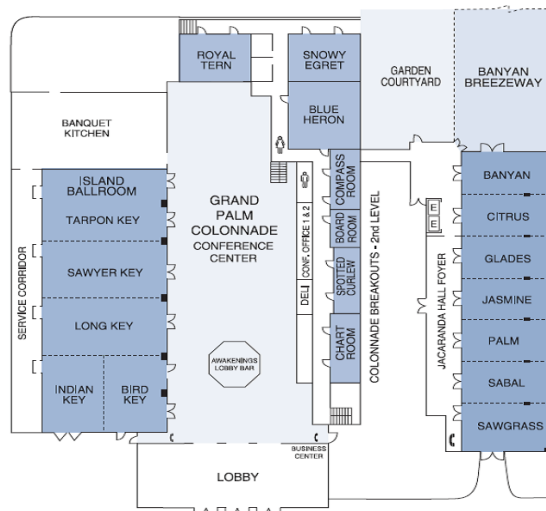 ROYAL
TERN
SNOWY
EGRET
GARDEN
COURTYARD
BANYAN
BREEZEWAY
BLUE
HERON
BANQUET
KITCHEN
ISLAND
BALLROOM
TARPON KEY
SAWYER KEY
LONG KEY
INDIAN
KEY
BIRD
KEY
SERVICE CORRIDOR
GRAND
PALM
COLONNADE
CONFERENCE
CENTER
AWAKENINGS
LOBBY BAR
DELI
CONF. OFFICE 1 & 2
COMPASS
ROOM
BOARD
ROOM
SPOTTED
CURLEW
CHART
ROOM
COLONNADE BREAKOUTS - 2nd LEVEL
E
E
JACARANDA HALL FOYER
BANYAN
CITRUS
GLADES
JASMINE
PALM
SABAL
SAWGRASS
BUSINESS
CENTER
LOBBY